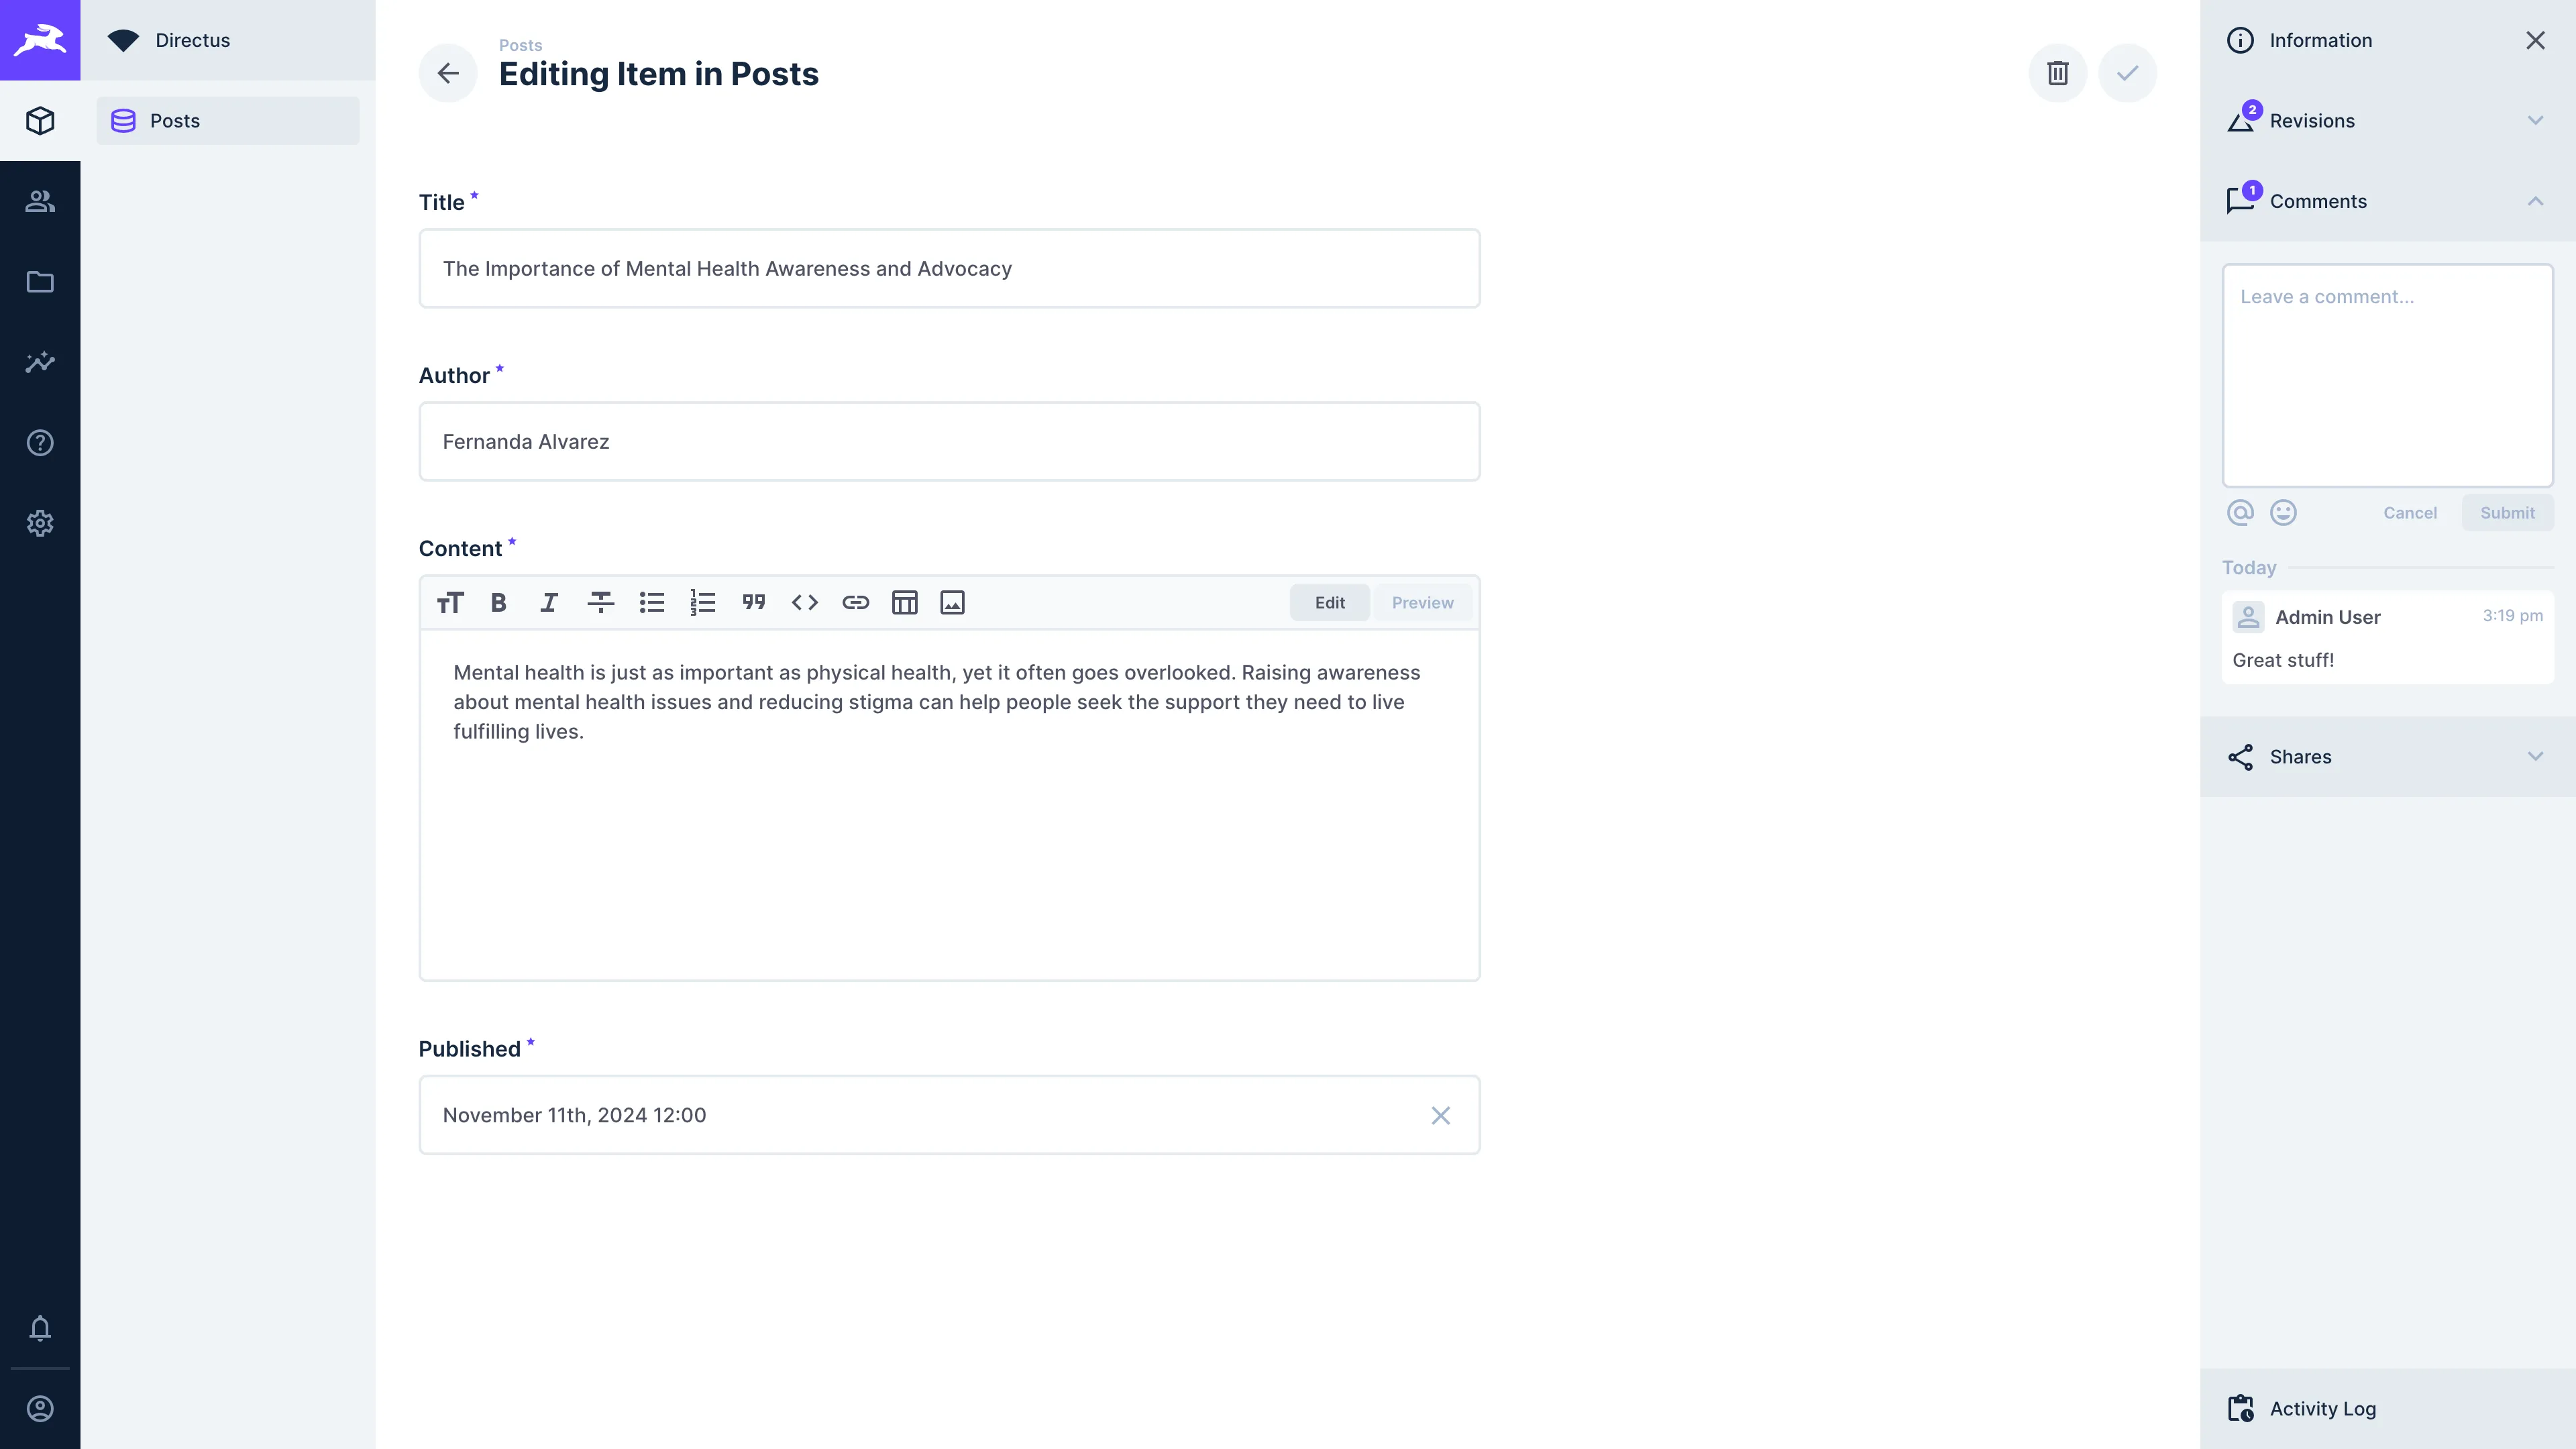 Directus
Posts
Posts
Editing Item in Posts
Title *
The Importance of Mental Health Awareness and Advocacy
Author *
Fernanda Alvarez
Content *
Edit
Preview
Mental health is just as important as physical health, yet it often goes overlooked. Raising awareness
about mental health issues and reducing stigma can help people seek the support they need to live
fulfilling lives.
Published *
November 11th, 2024 12:00
Information
2
Revisions
1
Comments
Leave a comment...
Cancel
Submit
Today
Admin User
3:19 pm
Great stuff!
Shares
Activity Log